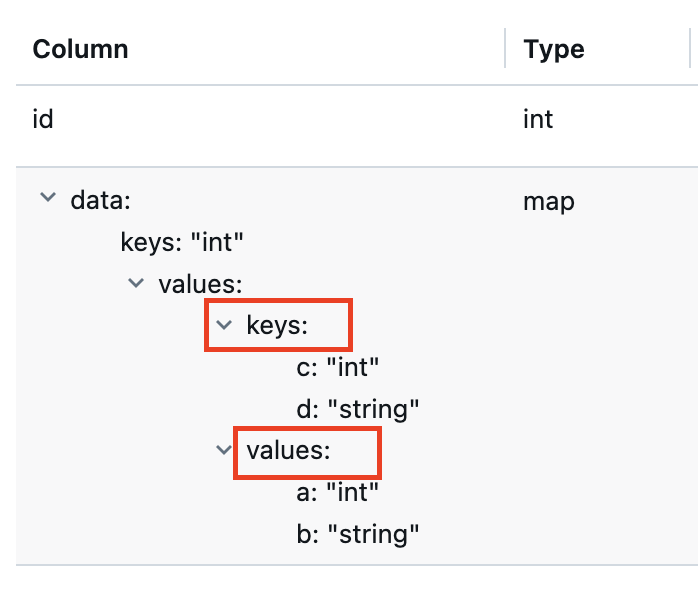 Column Type
id int
data: map
keys: "int"
values:
keys:
c: "int"
d: "string"
values:
a: "int"
b: "string"